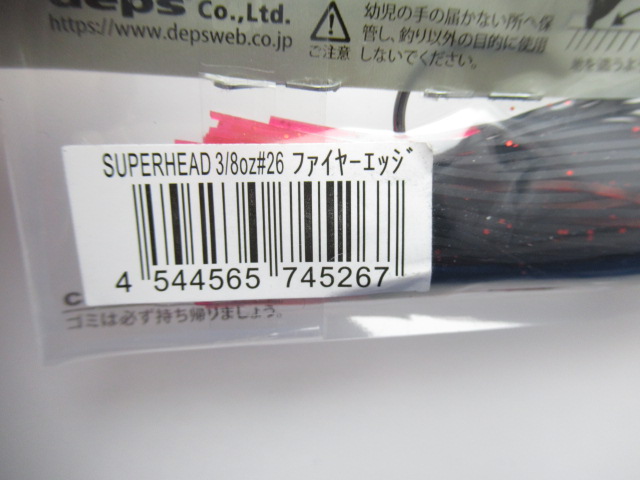 deps Co.,Ltd.
https://www.depsweb.co.jp
ご注意
幼児の手の届かない所へ保
管し、釣り以外の目的に使用
しないでください。
SUPERHEAD 3/8oz#26 ファイヤーエッジ
4 544565 745267
ゴミは必ず持ち帰りましょう。